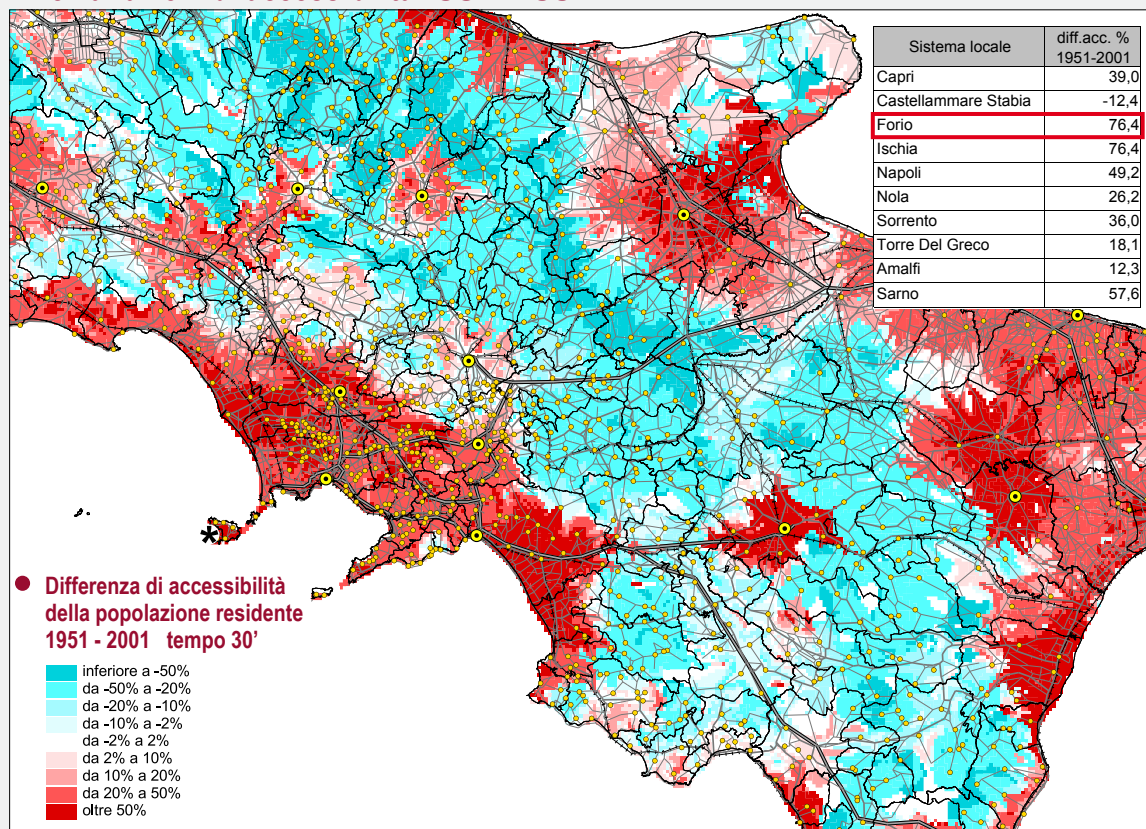 Sistema locale diff.acc. % 1951-2001
Capri 39,0
Castellammare Stabia -12,4
Forio 76,4
Ischia 76,4
Napoli 49,2
Nola 26,2
Sorrento 36,0
Torre Del Greco 18,1
Amalfi 12,3
Sarno 57,6
*
Differenza di accessibilità
della popolazione residente
1951 - 2001 tempo 30’
inferiore a -50%
da -50% a -20%
da -20% a -10%
da -10% a -2%
da -2% a 2%
da 2% a 10%
da 10% a 20%
da 20% a 50%
oltre 50%